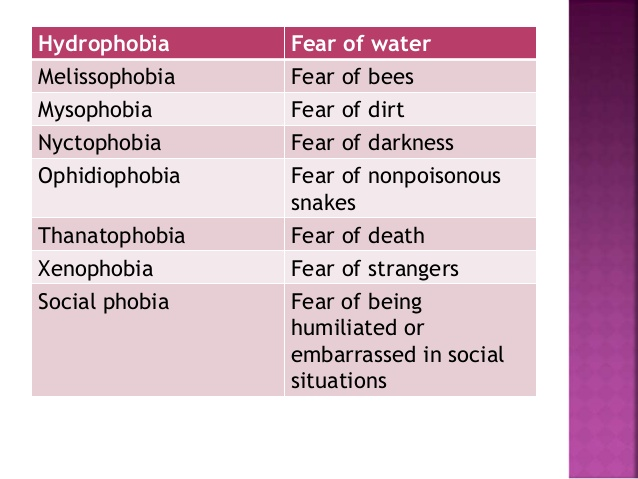 Hydrophobia Fear of water
Melissophobia Fear of bees
Mysophobia Fear of dirt
Nyctophobia Fear of darkness
Ophidiophobia Fear of nonpoisonous
snakes
Thanatophobia Fear of death
Xenophobia Fear of strangers
Social phobia Fear of being
humiliated or
embarrassed in social
situations